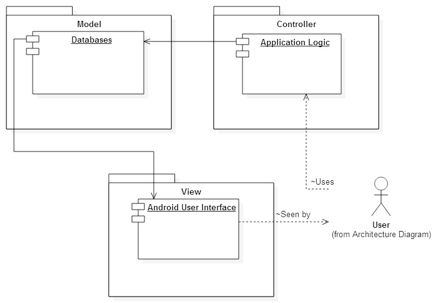 Model
Controller
Databases
Application Logic
~Uses
View
Android User Interface
~Seen by
User
(from Architecture Diagram)